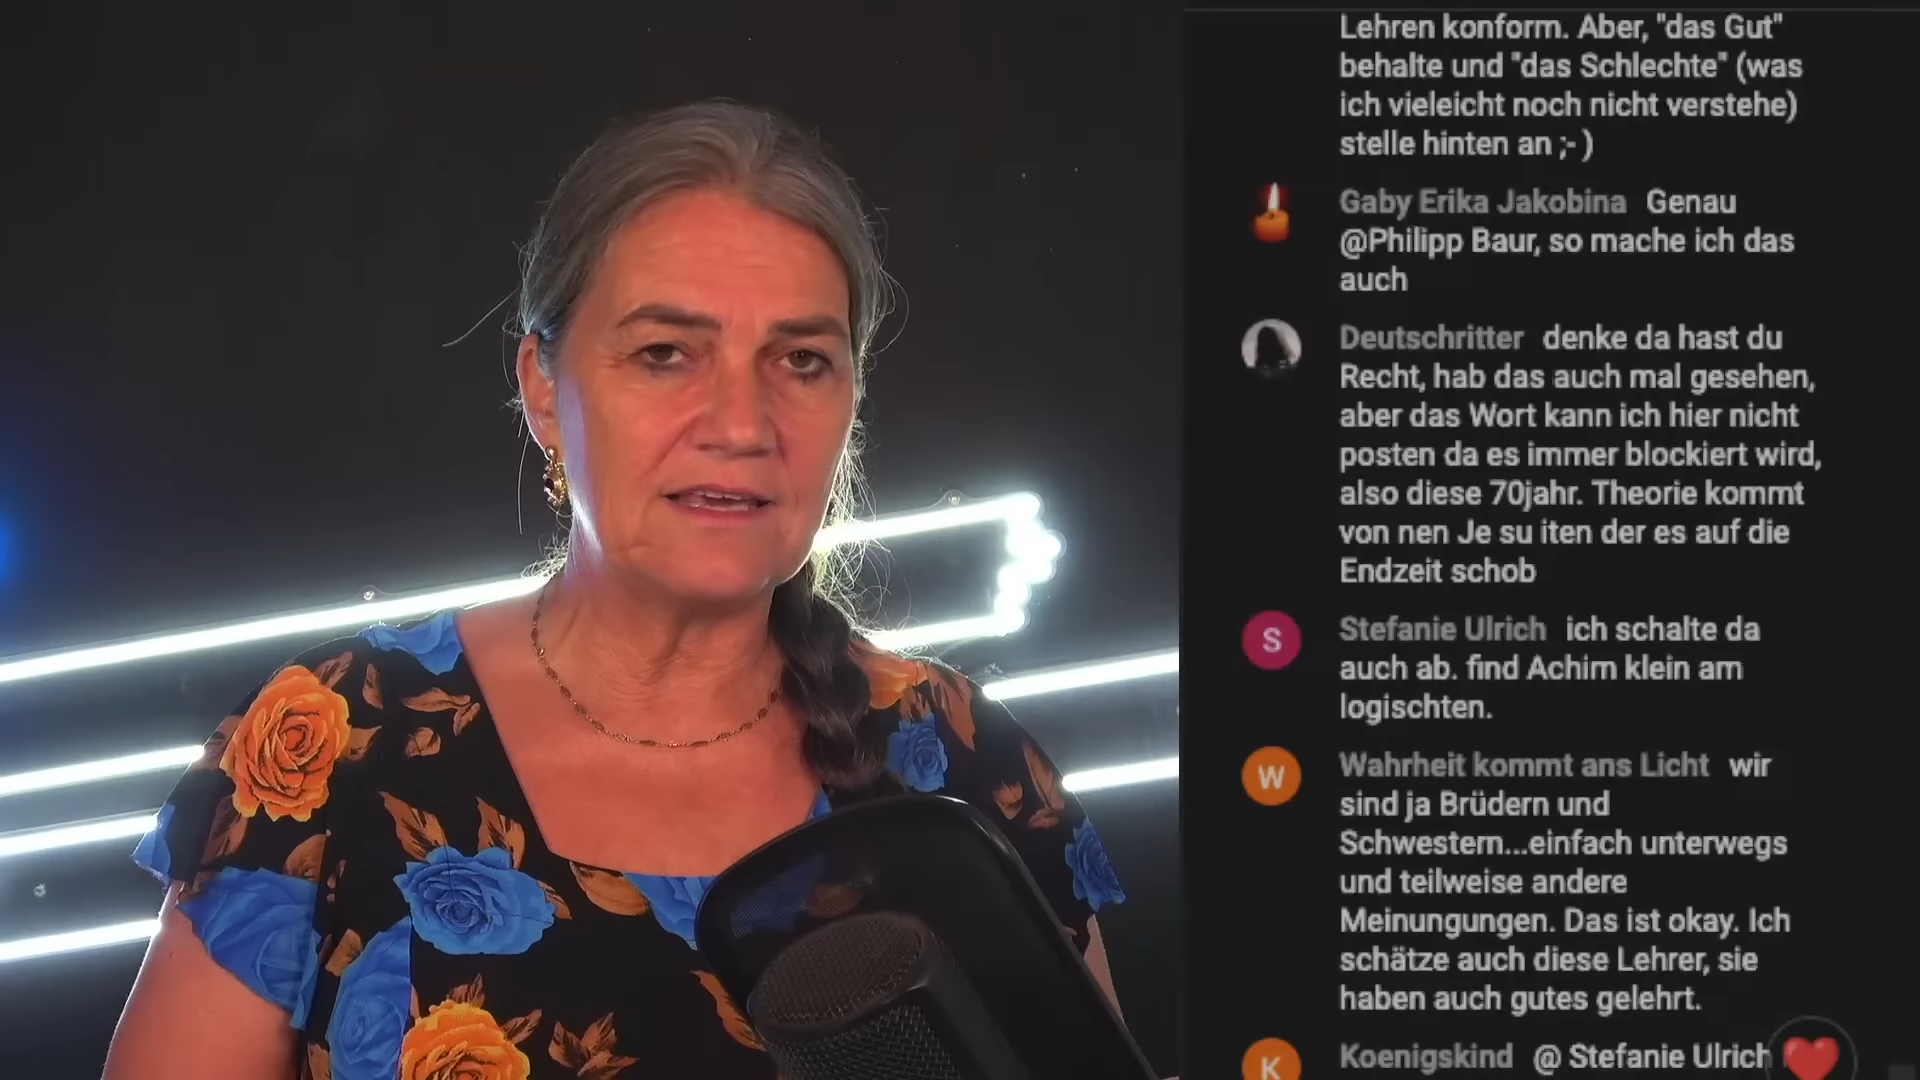 Lehren konform. Aber, "das Gut"
behalte und "das Schlechte" (was
ich vieleicht noch nicht verstehe)
stelle hinten an ;- )
Gaby Erika Jakobina Genau
@Philipp Baur, so mache ich das
auch
Deutschritter denke da hast du
Recht, hab das auch mal gesehen,
aber das Wort kann ich hier nicht
posten da es immer blockiert wird,
also diese 70jahr. Theorie kommt
von nen Je su iten der es auf die
Endzeit schob
S
Stefanie Ulrich ich schalte da
auch ab. find Achim klein am
logischten.
W
Wahrheit kommt ans Licht wir
sind ja Brüdern und
Schwestern...einfach unterwegs
und teilweise andere
Meinungungen. Das ist okay. Ich
schätze auch diese Lehrer, sie
haben auch gutes gelehrt.
K
Koenigskind @ Stefanie Ulrich